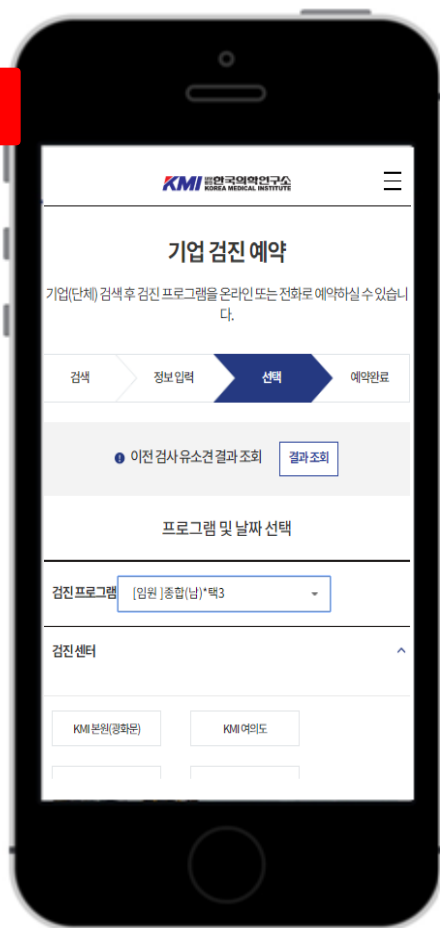 KMI 재단법인 한국의학연구소
KOREA MEDICAL INSTITUTE
기업 검진 예약
기업(단체) 검색 후 검진 프로그램을 온라인 또는 전화로 예약하실 수 있습니
다.
검색 정보입력 선택 예약완료
이전 검사 유소견 결과 조회 결과 조회
프로그램 및 날짜 선택
검진 프로그램 [임원 ]종합(남)*택3
검진 센터
KMI 본원(광화문) KMI 여의도